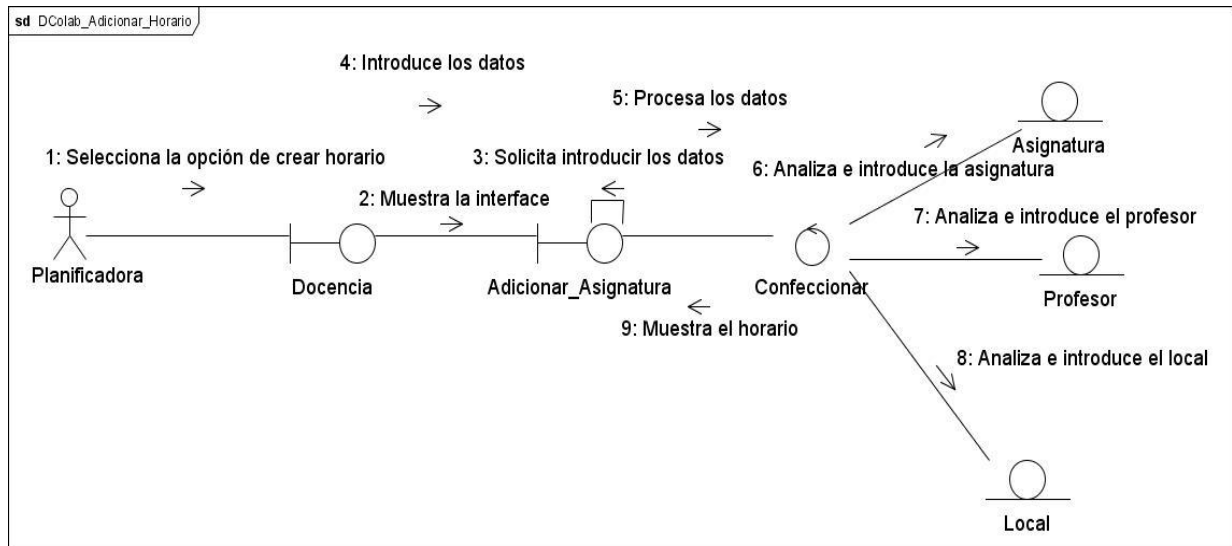 sd DColab_Adicionar_Horario
4: Introduce los datos
5: Procesa los datos
1: Selecciona la opción de crear horario
3: Solicita introducir los datos
6: Analiza e introduce la asignatura
Asignatura
2: Muestra la interface
7: Analiza e introduce el profesor
Planificadora
Docencia
Adicionar_Asignatura
Confeccionar
Profesor
9: Muestra el horario
8: Analiza e introduce el local
Local